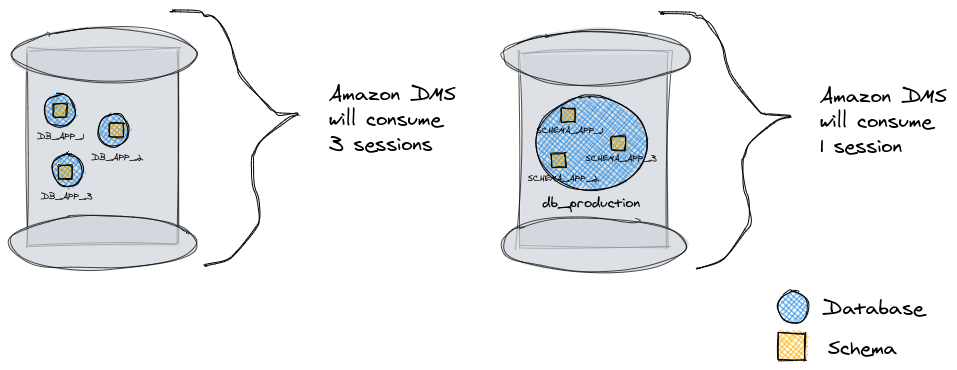 Amazon DMS
will consume
3 sessions
DB_APP_1
DB_APP_2
DB_APP_3
Amazon DMS
will consume
1 session
SCHEMA_APP_1
SCHEMA_APP_3
SCHEMA_APP_2
db_production
Database
Schema